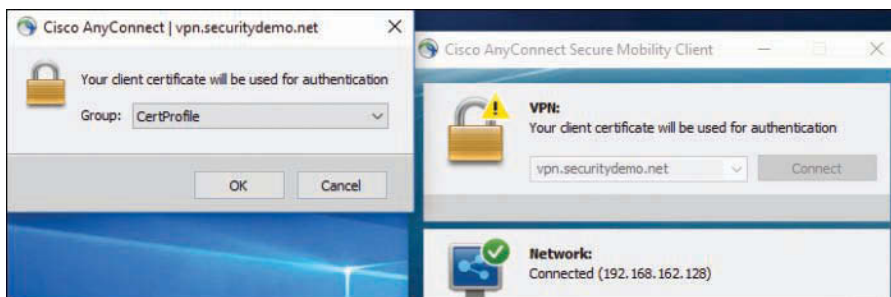 Cisco AnyConnect | vpn.securitydemo.net
Your client certificate will be used for authentication
Group: CertProfile
OK Cancel
Cisco AnyConnect Secure Mobility Client
VPN:
Your client certificate will be used for authentication
vpn.securitydemo.net Connect
Network:
Connected (192.168.162.128)